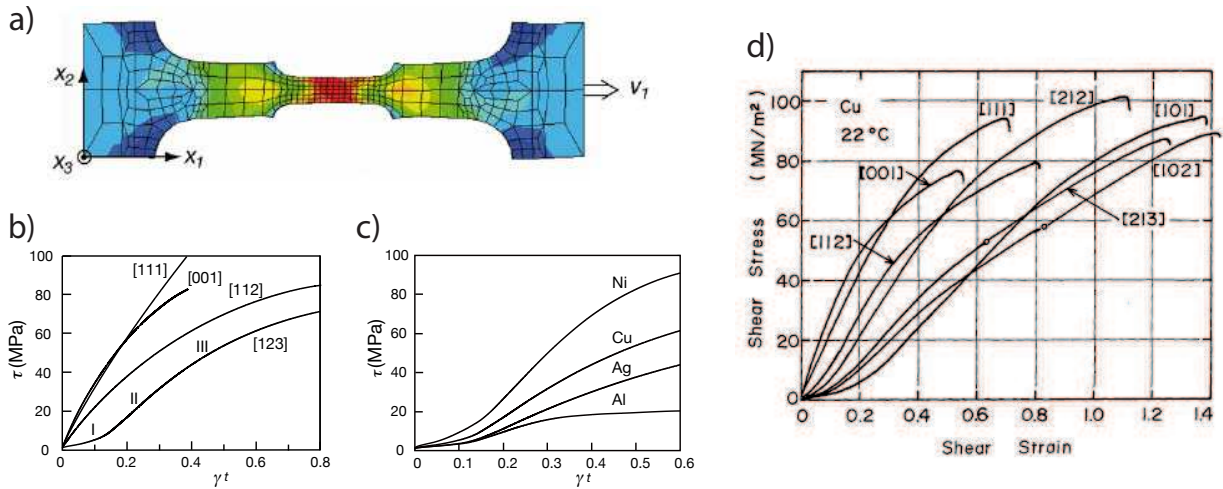 a)
x₂
x₃
x₁
v₁
b)
τ (MPa)
100
80
60
40
20
0
[111]
[001]
[112]
III
[123]
II
I
0 0.2 0.4 0.6 0.8
γ t
c)
τ (MPa)
100
80
60
40
20
0
Ni
Cu
Ag
Al
0 0.1 0.2 0.3 0.4 0.5 0.6
γ t
d)
Shear Stress (MN/m²)
100
80
60
40
20
0
Cu
22 °C
[111]
[212]
[101]
[001]
[102]
[213]
[112]
0 0.2 0.4 0.6 0.8 1.0 1.2 1.4
Shear Strain